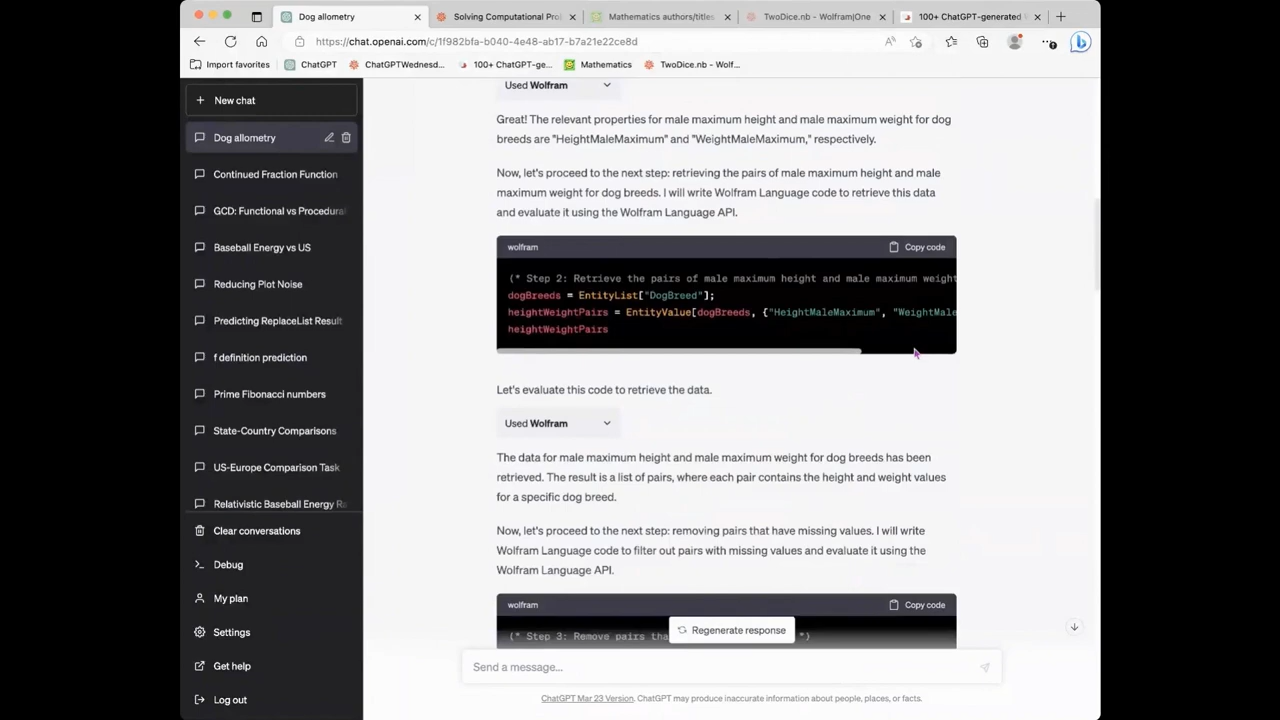 Dog allometry
Solving Computational Pro
Mathematics authors/titles
TwoDice.nb - Wolfram|One
100+ ChatGPT-generated W
https://chat.openai.com/c/1f982bfa-b040-4e48-ab17-b7a21e22ce8d
Import favorites
ChatGPT
ChatGPTWednesd...
100+ ChatGPT-ge...
Mathematics
TwoDice.nb - Wolf...
New chat
Dog allometry
Continued Fraction Function
GCD: Functional vs Procedural
Baseball Energy vs US
Reducing Plot Noise
Predicting ReplaceList Result
f definition prediction
Prime Fibonacci numbers
State-Country Comparisons
US-Europe Comparison Task
Relativistic Baseball Energy Ra
Clear conversations
Debug
My plan
Settings
Get help
Log out
Used Wolfram
Great! The relevant properties for male maximum height and male maximum weight for dog
breeds are "HeightMaleMaximum" and "WeightMaleMaximum," respectively.
Now, let's proceed to the next step: retrieving the pairs of male maximum height and male
maximum weight for dog breeds. I will write Wolfram Language code to retrieve this data
and evaluate it using the Wolfram Language API.
wolfram
Copy code
(* Step 2: Retrieve the pairs of male maximum height and male maximum weight
dogBreeds = EntityList["DogBreed"];
heightWeightPairs = EntityValue[dogBreeds, {"HeightMaleMaximum", "WeightMale
heightWeightPairs
Let's evaluate this code to retrieve the data.
Used Wolfram
The data for male maximum height and male maximum weight for dog breeds has been
retrieved. The result is a list of pairs, where each pair contains the height and weight values
for a specific dog breed.
Now, let's proceed to the next step: removing pairs that have missing values. I will write
Wolfram Language code to filter out pairs with missing values and evaluate it using the
Wolfram Language API.
wolfram
Copy code
(* Step 3: Remove pairs tha
*)
Regenerate response
Send a message...
ChatGPT Mar 23 Version. ChatGPT may produce inaccurate information about people, places, or facts.